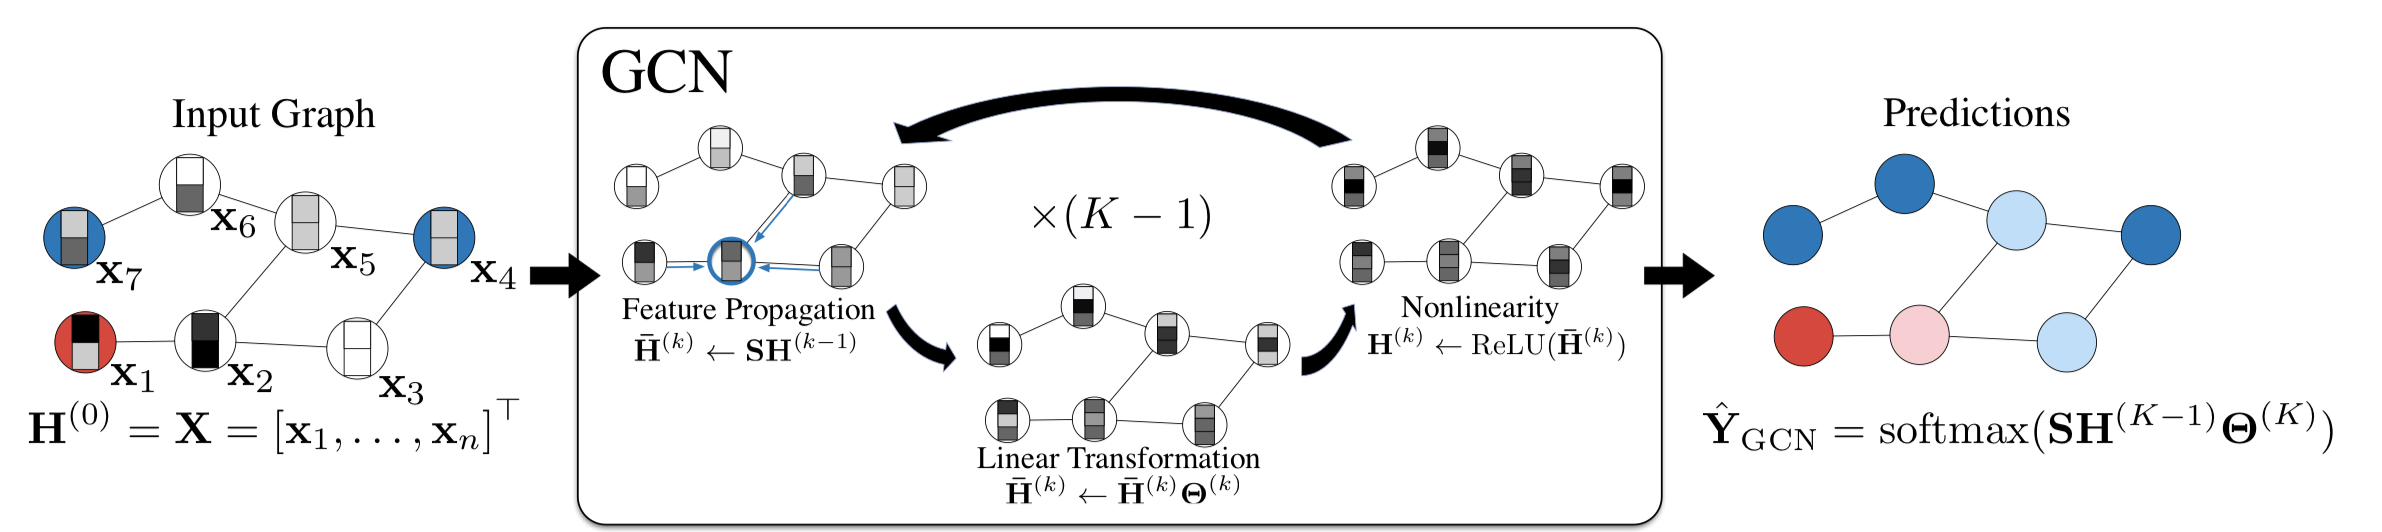 Input Graph
x₆
x₅
x₇
x₄
x₁
x₂
x₃
H⁽⁰⁾ = X = [x₁, . . . , xₙ]^⊤
GCN
×(K − 1)
Feature Propagation
H̄⁽ᵏ⁾ ← SH⁽ᵏ⁻¹⁾
Linear Transformation
H̄⁽ᵏ⁾ ← H̄⁽ᵏ⁾Θ⁽ᵏ⁾
Nonlinearity
H⁽ᵏ⁾ ← ReLU(H̄⁽ᵏ⁾)
Predictions
Ŷ_GCN = softmax(SH⁽ᴷ⁻¹⁾Θ⁽ᴷ⁾)